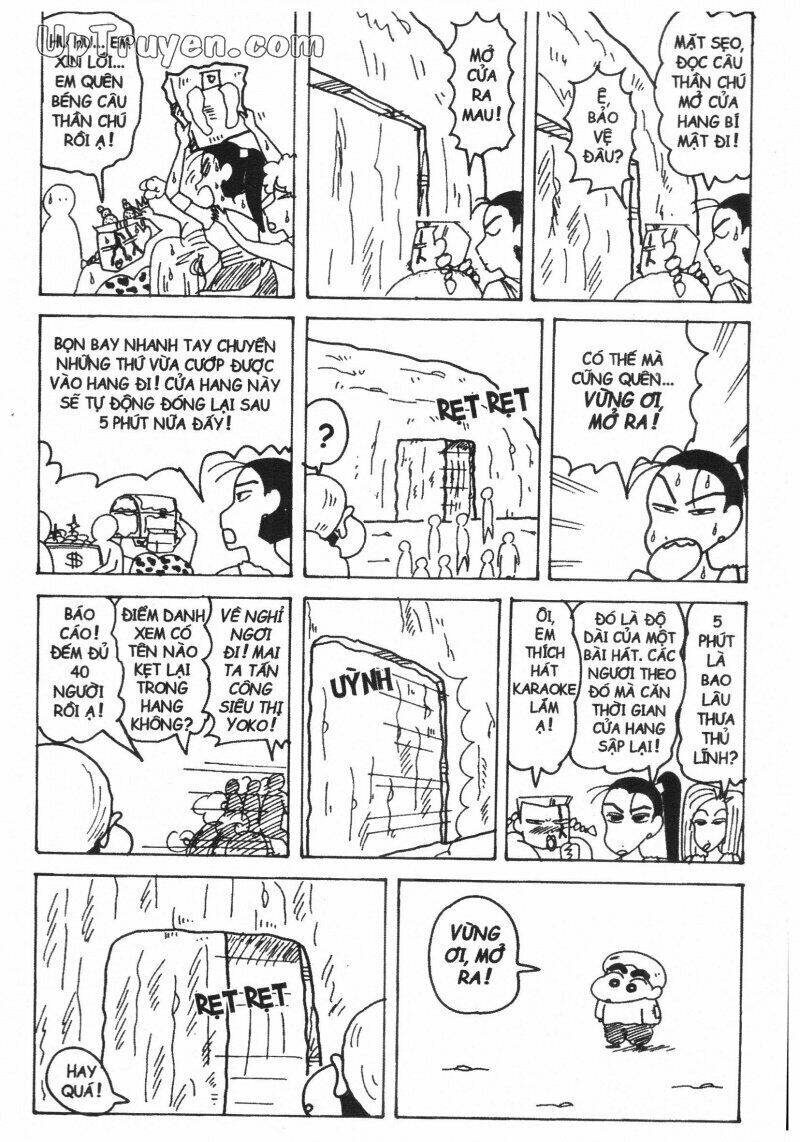 UpTruyen.com
MẶT SẸO,
ĐỌC CÂU
THẦN CHÚ
MỞ CỬA
HANG BÍ
MẬT ĐI!
Ê,
BẢO
VỆ
ĐÂU?
MỞ
CỬA
RA
MAU!
HU HU... EM
XIN LỖI...
EM QUÊN
BÉNG CÂU
THẦN CHÚ
RỒI Ạ!
CÓ THẾ MÀ
CŨNG QUÊN...
VỪNG ƠI,
MỞ RA!
RẸT RẸT
?
BỌN BAY NHANH TAY CHUYỂN
NHỮNG THỨ VỪA CƯỚP ĐƯỢC
VÀO HANG ĐI! CỬA HANG NÀY
SẼ TỰ ĐỘNG ĐÓNG LẠI SAU
5 PHÚT NỮA ĐẤY!
$
5
PHÚT
LÀ
BAO
LÂU
THƯA
THỦ
LĨNH?
ĐÓ LÀ ĐỘ
DÀI CỦA MỘT
BÀI HÁT. CÁC
NGƯƠI THEO
ĐÓ MÀ CĂN
THỜI GIAN
CỬA HANG
SẬP LẠI!
ÔI,
EM
THÍCH
HÁT
KARAOKE
LẮM
Ạ!
UỲNH
VỀ NGHỈ
NGƠI
ĐI! MAI
TA TẤN
CÔNG
SIÊU THỊ
YOKO!
ĐIỂM DANH
XEM CÓ
TÊN NÀO
KẸT LẠI
TRONG
HANG
KHÔNG?
BÁO
CÁO!
ĐẾM ĐỦ
40
NGƯỜI
RỒI Ạ!
VỪNG
ƠI, MỞ
RA!
RẸT RẸT
HAY
QUÁ!